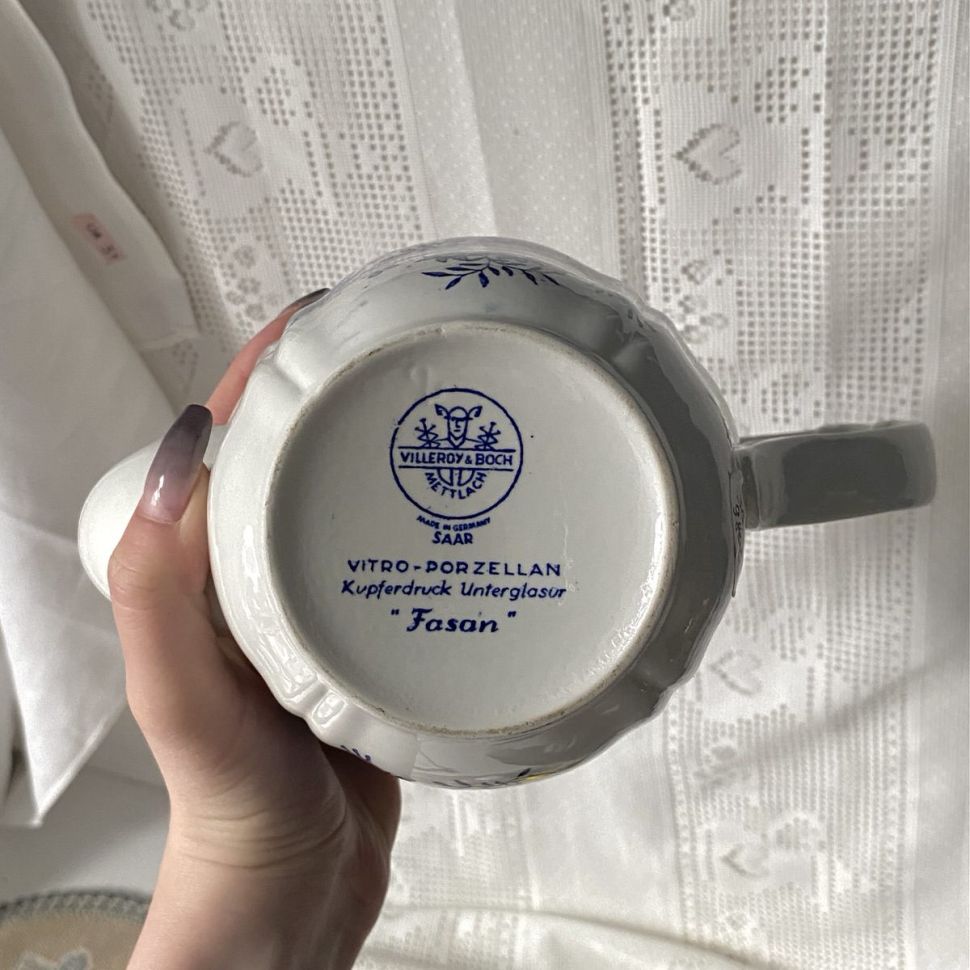 VILLEROY & BOCH
METTLACH
MADE IN GERMANY
SAAR
VITRO-PORZELLAN
Kupferdruck Unterglasur
"Fasan"